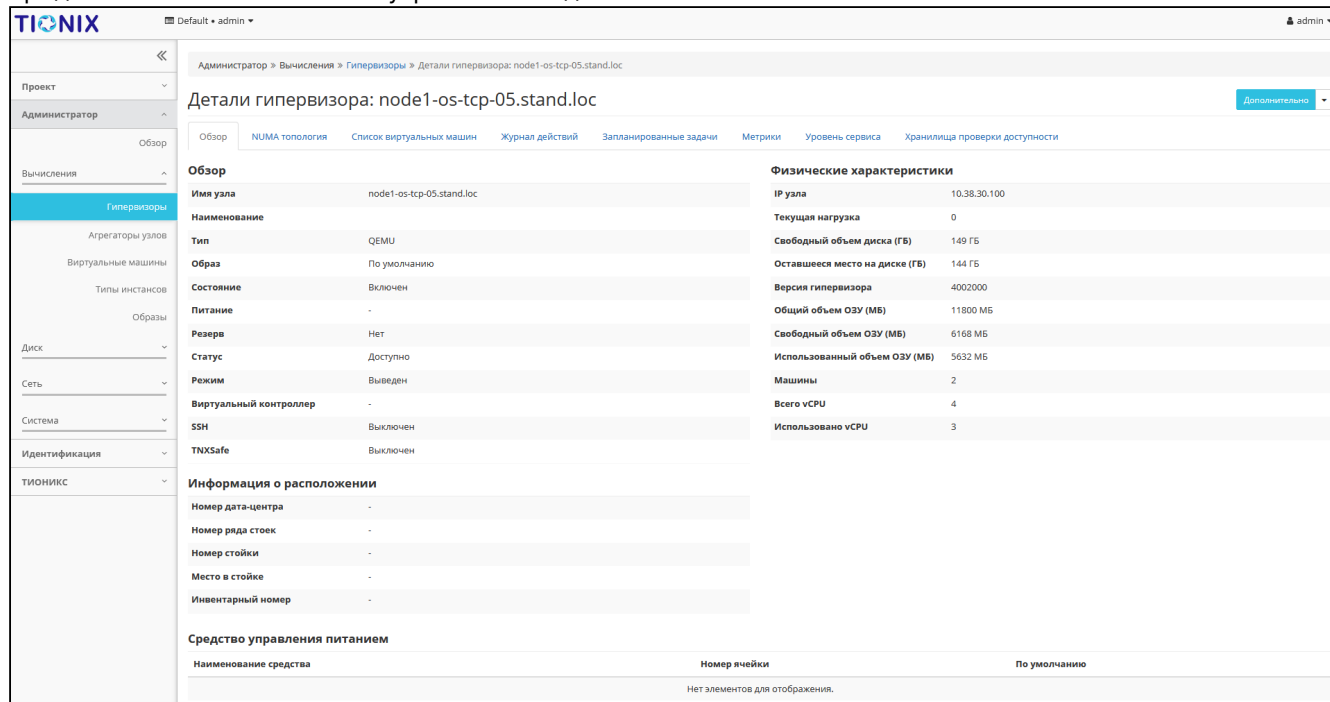 TIONIX
Default • admin
admin
Администратор » Вычисления » Гипервизоры » Детали гипервизора: node1-os-tcp-05.stand.loc
Проект
Администратор
Обзор
Вычисления
Гипервизоры
Агрегаторы узлов
Виртуальные машины
Типы инстансов
Образы
Диск
Сеть
Система
Идентификация
ТИОНИКС
Детали гипервизора: node1-os-tcp-05.stand.loc
Дополнительно
Обзор NUMA топология Список виртуальных машин Журнал действий Запланированные задачи Метрики Уровень сервиса Хранилища проверки доступности
Обзор
Имя узла node1-os-tcp-05.stand.loc
Наименование
Тип QEMU
Образ По умолчанию
Состояние Включен
Питание -
Резерв Нет
Статус Доступно
Режим Выведен
Виртуальный контроллер -
SSH Выключен
TNXSafe Выключен
Физические характеристики
IP узла 10.38.30.100
Текущая нагрузка 0
Свободный объем диска (ГБ) 149 ГБ
Оставшееся место на диске (ГБ) 144 ГБ
Версия гипервизора 4002000
Общий объем ОЗУ (МБ) 11800 МБ
Свободный объем ОЗУ (МБ) 6168 МБ
Использованный объем ОЗУ (МБ) 5632 МБ
Машины 2
Всего vCPU 4
Использовано vCPU 3
Информация о расположении
Номер дата-центра -
Номер ряда стоек -
Номер стойки -
Место в стойке -
Инвентарный номер -
Средство управления питанием
Наименование средства Номер ячейки По умолчанию
Нет элементов для отображения.